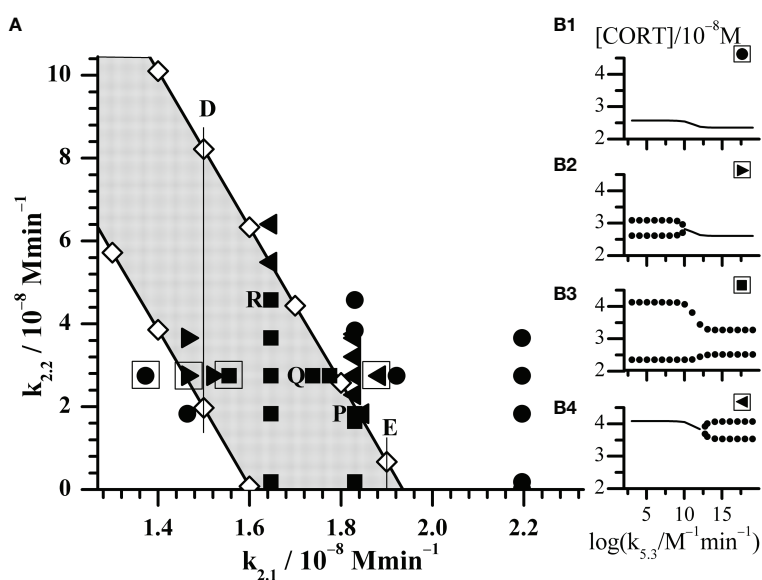 A
B1
[CORT]/10⁻⁸M
10
8
6
4
2
0
k₂.₂ / 10⁻⁸ Mmin⁻¹
D
R
Q
P
E
1.4
1.6
1.8
2.0
2.2
k₂.₁ / 10⁻⁸ Mmin⁻¹
4
3
2
B2
4
3
2
B3
4
3
2
B4
4
3
2
5
10
15
log(k₅.₃/M⁻¹min⁻¹)